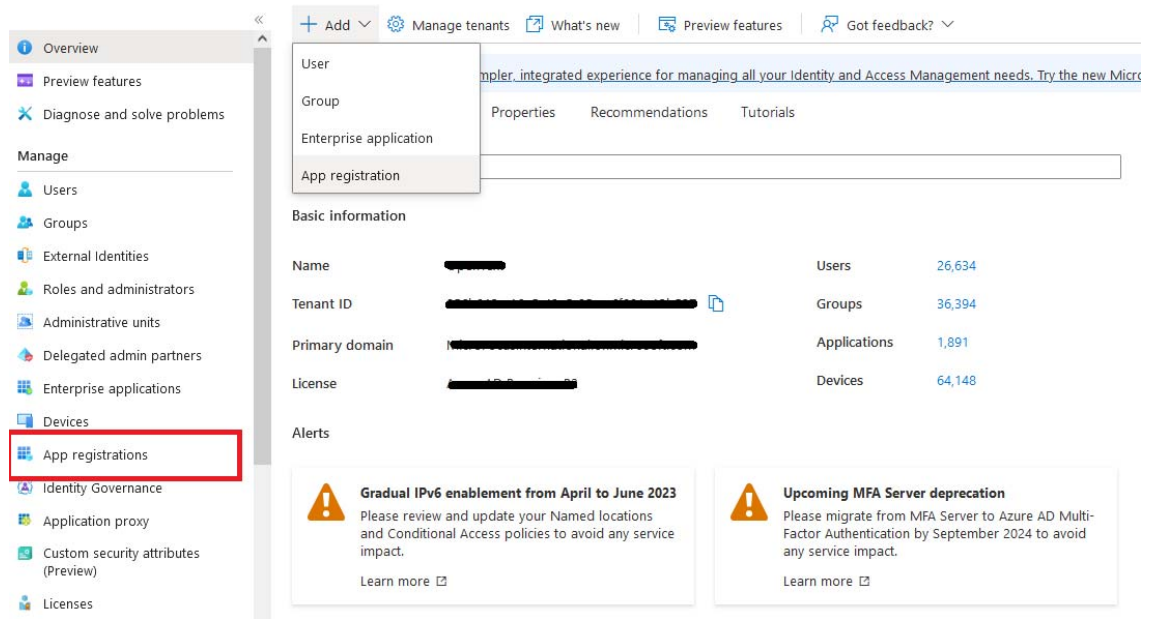 «
Overview
Preview features
Diagnose and solve problems
Manage
Users
Groups
External Identities
Roles and administrators
Administrative units
Delegated admin partners
Enterprise applications
Devices
App registrations
Identity Governance
Application proxy
Custom security attributes
(Preview)
Licenses
+ Add Manage tenants What's new Preview features Got feedback?
User
Group
Enterprise application
App registration
integrated experience for managing all your Identity and Access Management needs. Try the new
Properties Recommendations Tutorials
Basic information
Name Users 26,634
Tenant ID Groups 36,394
Primary domain Applications 1,891
License Devices 64,148
Alerts
Gradual IPv6 enablement from April to June 2023
Please review and update your Named locations
and Conditional Access policies to avoid any service
impact.
Learn more
Upcoming MFA Server deprecation
Please migrate from MFA Server to Azure AD Multi-
Factor Authentication by September 2024 to avoid
any service impact.
Learn more